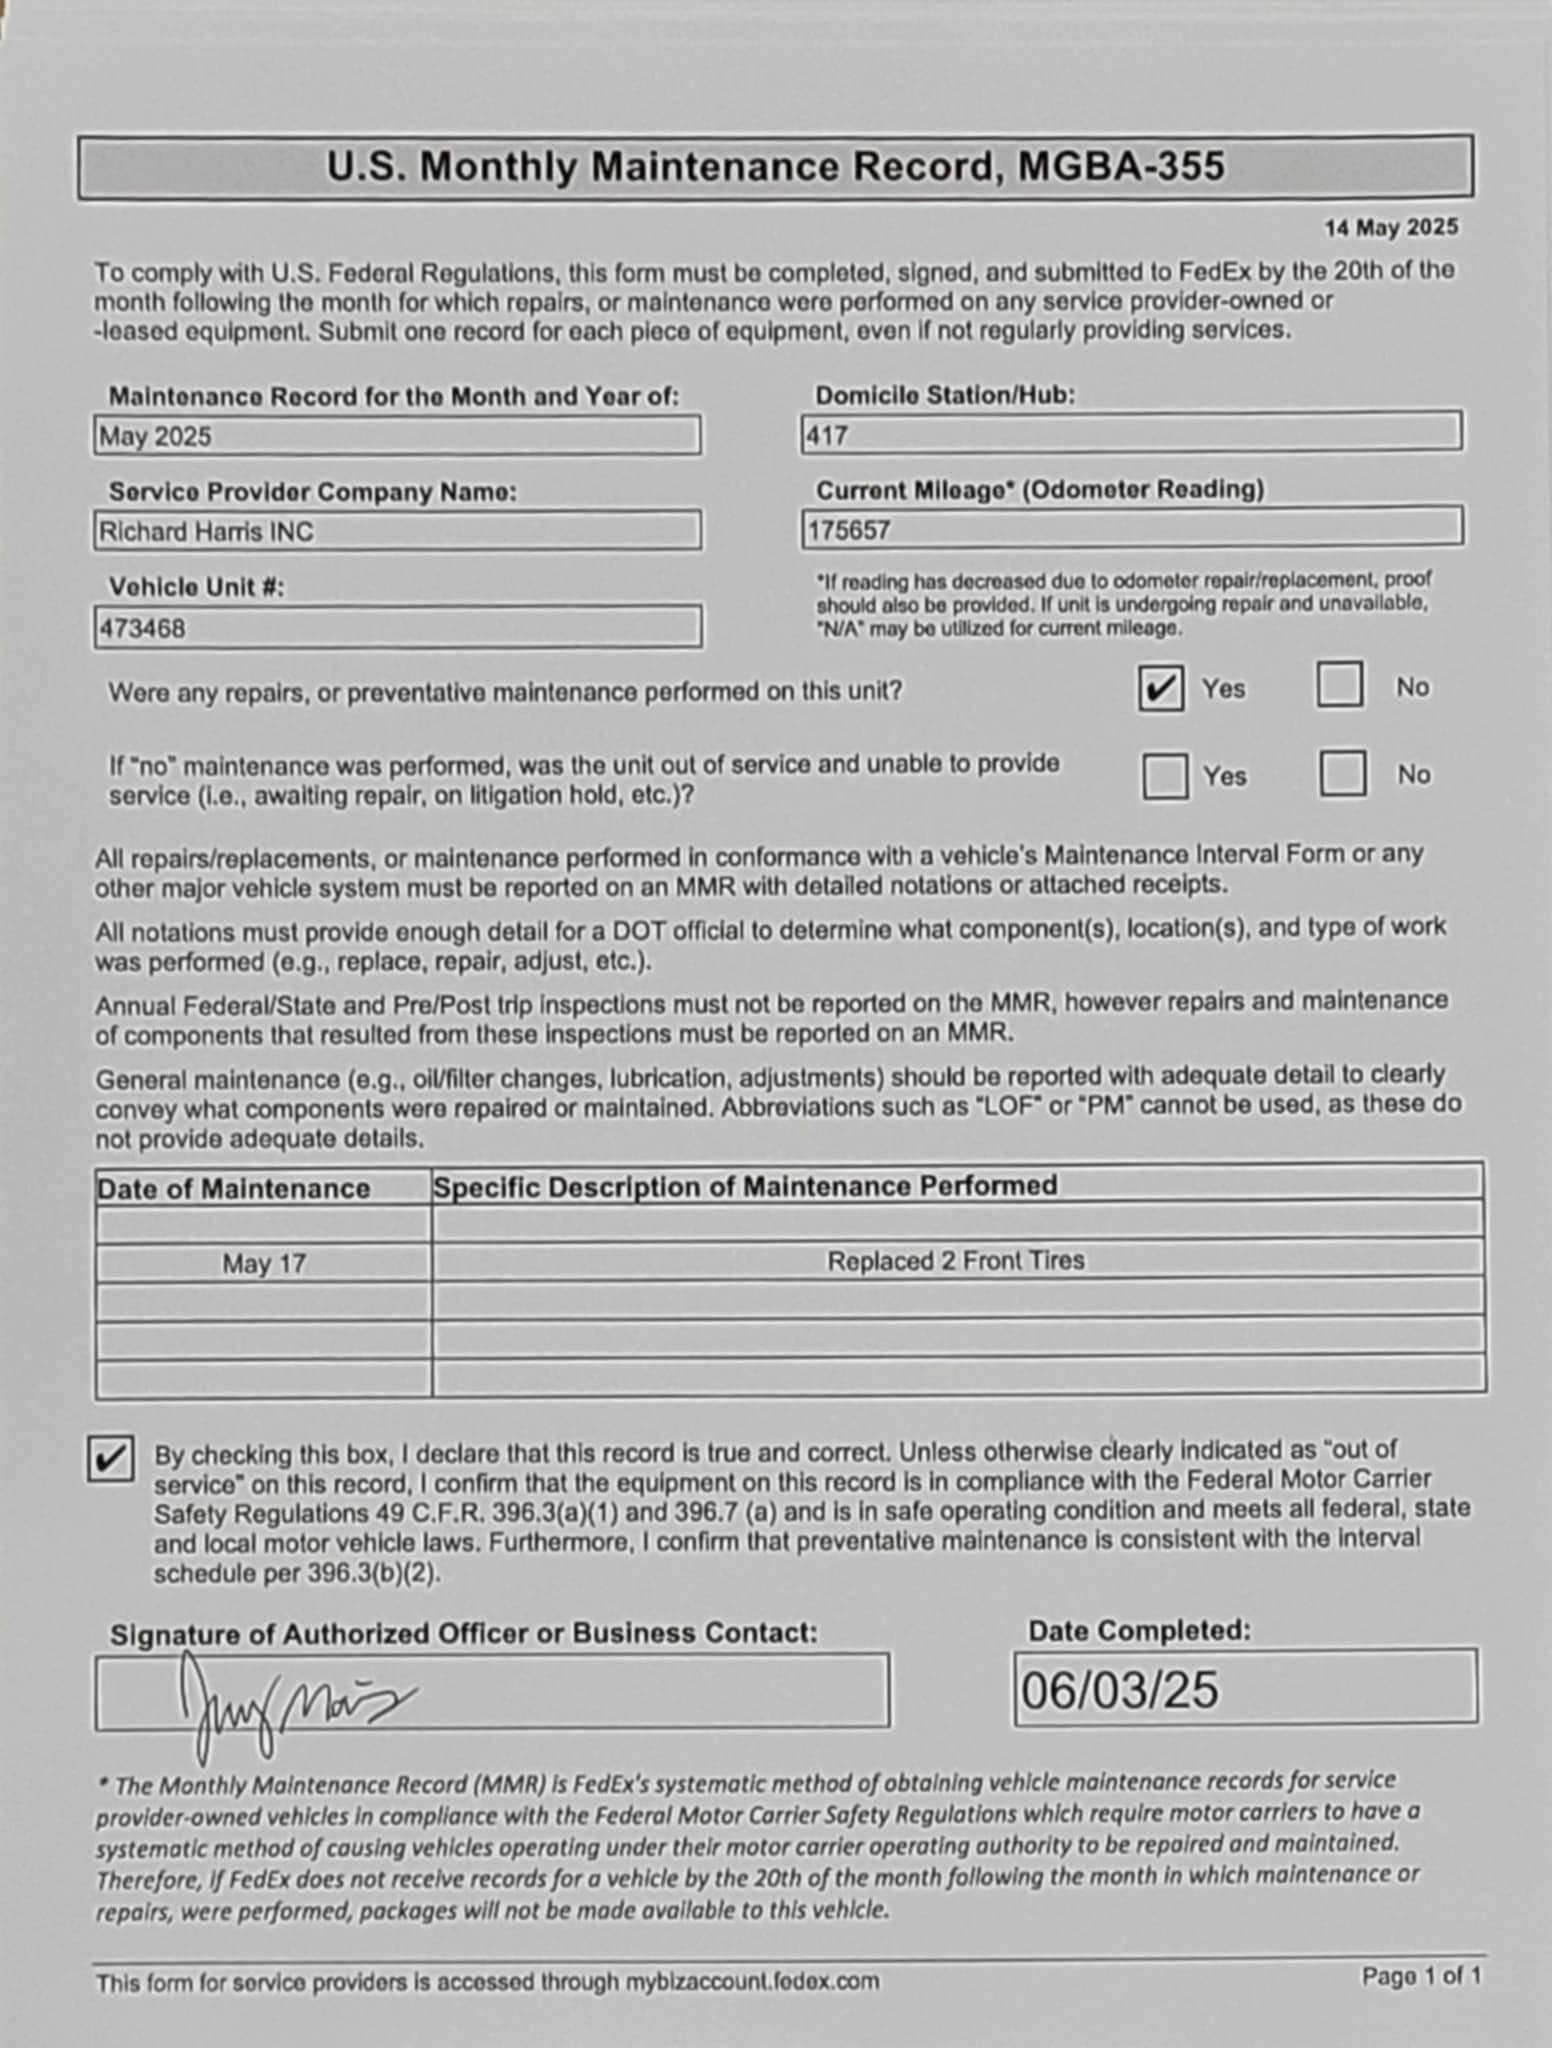 U.S. Monthly Maintenance Record, MGBA-355
14 May 2025
To comply with U.S. Federal Regulations, this form must be completed, signed, and submitted to FedEx by the 20th of the
month following the month for which repairs, or maintenance were performed on any service provider-owned or
-leased equipment. Submit one record for each piece of equipment, even if not regularly providing services.
Maintenance Record for the Month and Year of:
May 2025
Domicile Station/Hub:
417
Service Provider Company Name:
Richard Harris INC
Current Mileage* (Odometer Reading)
175657
Vehicle Unit #:
473468
*If reading has decreased due to odometer repair/replacement, proof
should also be provided. If unit is undergoing repair and unavailable,
"N/A" may be utilized for current mileage.
Were any repairs, or preventative maintenance performed on this unit? ✔ Yes No
If "no" maintenance was performed, was the unit out of service and unable to provide
service (i.e., awaiting repair, on litigation hold, etc.)? Yes No
All repairs/replacements, or maintenance performed in conformance with a vehicle's Maintenance Interval Form or any
other major vehicle system must be reported on an MMR with detailed notations or attached receipts.
All notations must provide enough detail for a DOT official to determine what component(s), location(s), and type of work
was performed (e.g., replace, repair, adjust, etc.).
Annual Federal/State and Pre/Post trip inspections must not be reported on the MMR, however repairs and maintenance
of components that resulted from these inspections must be reported on an MMR.
General maintenance (e.g., oil/filter changes, lubrication, adjustments) should be reported with adequate detail to clearly
convey what components were repaired or maintained. Abbreviations such as "LOF" or "PM" cannot be used, as these do
not provide adequate details.
Date of Maintenance Specific Description of Maintenance Performed
May 17 Replaced 2 Front Tires
✔ By checking this box, I declare that this record is true and correct. Unless otherwise clearly indicated as "out of
service" on this record, I confirm that the equipment on this record is in compliance with the Federal Motor Carrier
Safety Regulations 49 C.F.R. 396.3(a)(1) and 396.7 (a) and is in safe operating condition and meets all federal, state
and local motor vehicle laws. Furthermore, I confirm that preventative maintenance is consistent with the interval
schedule per 396.3(b)(2).
Signature of Authorized Officer or Business Contact:
Date Completed:
06/03/25
* The Monthly Maintenance Record (MMR) is FedEx's systematic method of obtaining vehicle maintenance records for service
provider-owned vehicles in compliance with the Federal Motor Carrier Safety Regulations which require motor carriers to have a
systematic method of causing vehicles operating under their motor carrier operating authority to be repaired and maintained.
Therefore, if FedEx does not receive records for a vehicle by the 20th of the month following the month in which maintenance or
repairs, were performed, packages will not be made available to this vehicle.
This form for service providers is accessed through mybizaccount.fedex.com
Page 1 of 1